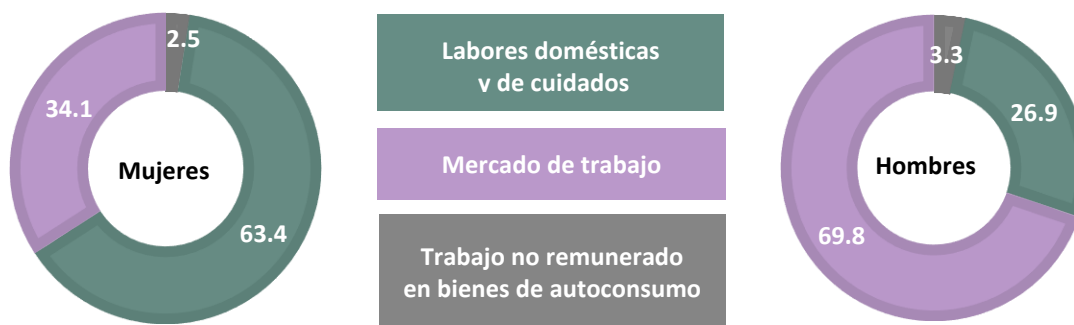 2.5
34.1
63.4
Mujeres
Labores domésticas
y de cuidados
Mercado de trabajo
Trabajo no remunerado
en bienes de autoconsumo
3.3
26.9
69.8
Hombres